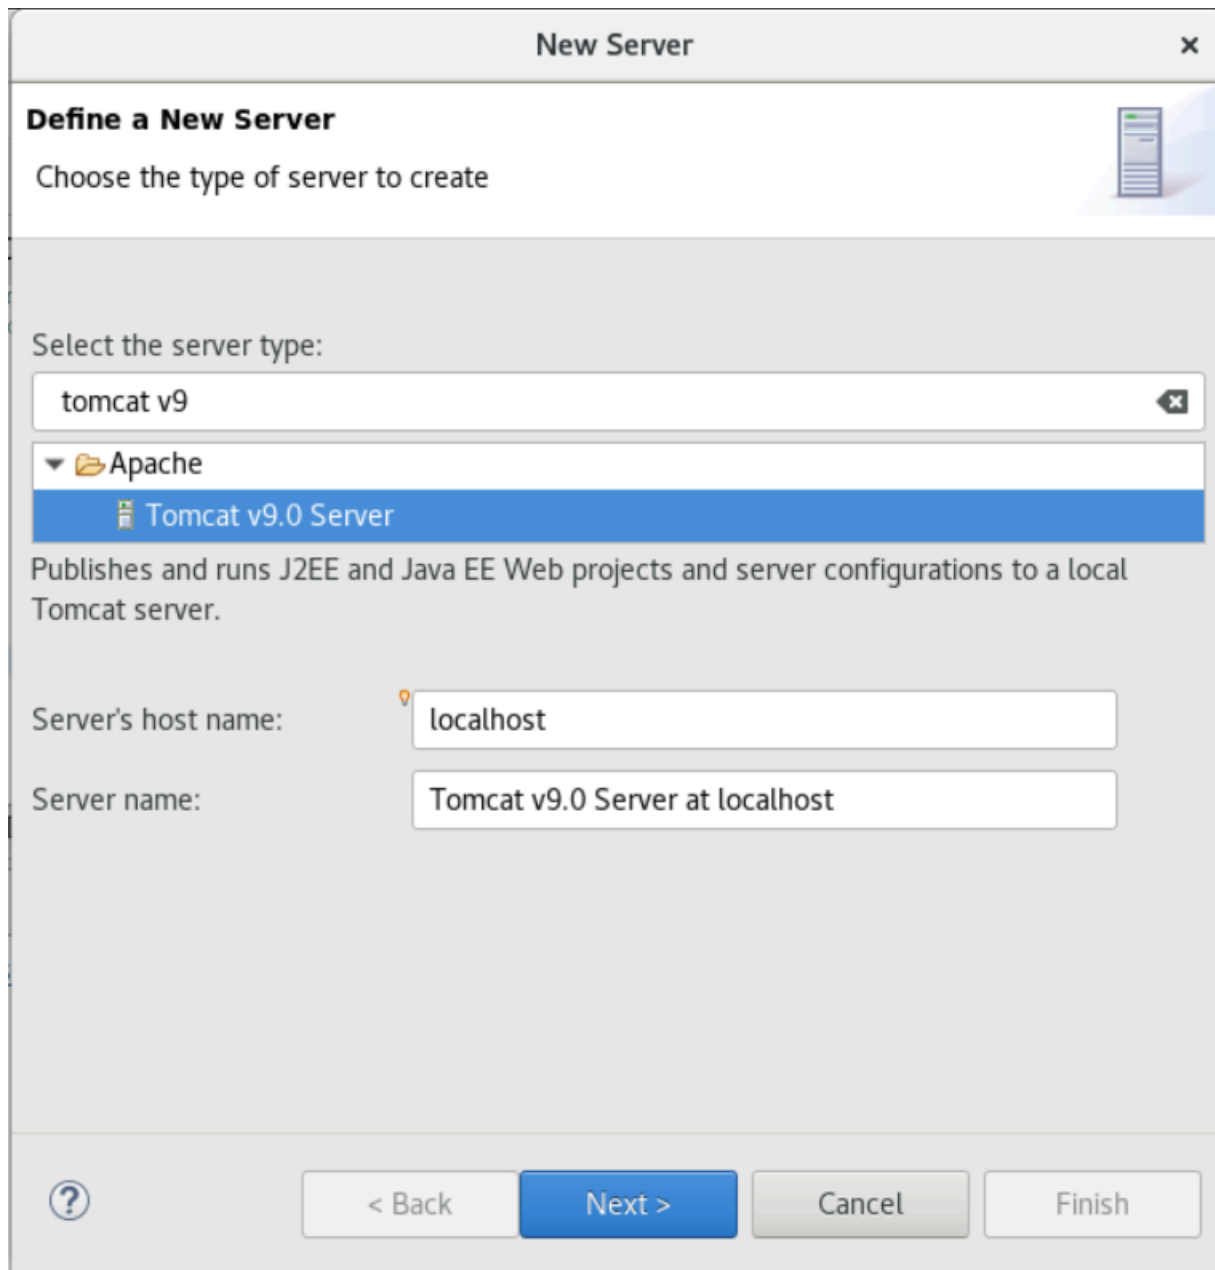 New Server
Define a New Server
Choose the type of server to create
Select the server type:
tomcat v9
Apache
Tomcat v9.0 Server
Publishes and runs J2EE and Java EE Web projects and server configurations to a local
Tomcat server.
Server's host name:
localhost
Server name:
Tomcat v9.0 Server at localhost
?
< Back
Next >
Cancel
Finish